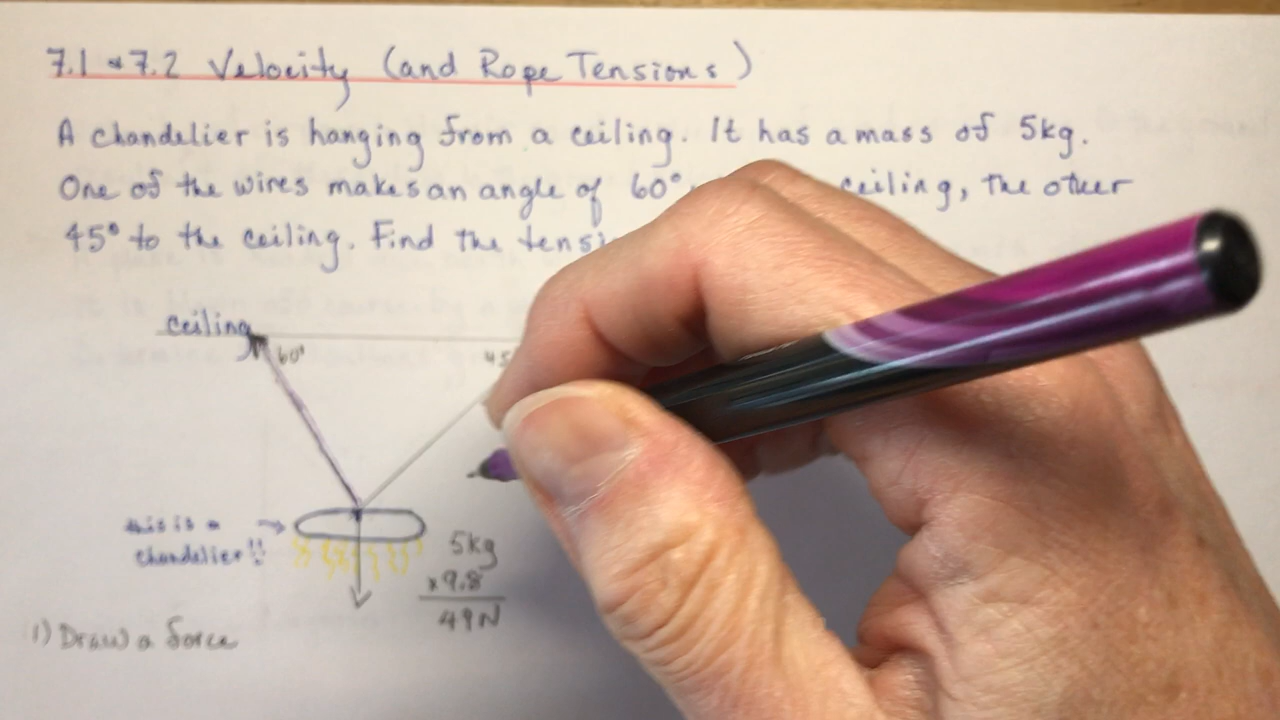 7.1 & 7.2 Velocity (and Rope Tensions)
A chandelier is hanging from a ceiling. It has a mass of 5kg.
One of the wires makes an angle of 60° ceiling, the other
45° to the ceiling. Find the tensi
ceiling
60° 45
this is a
chandelier!!
5kg
x9.8
49N
1) Draw a force